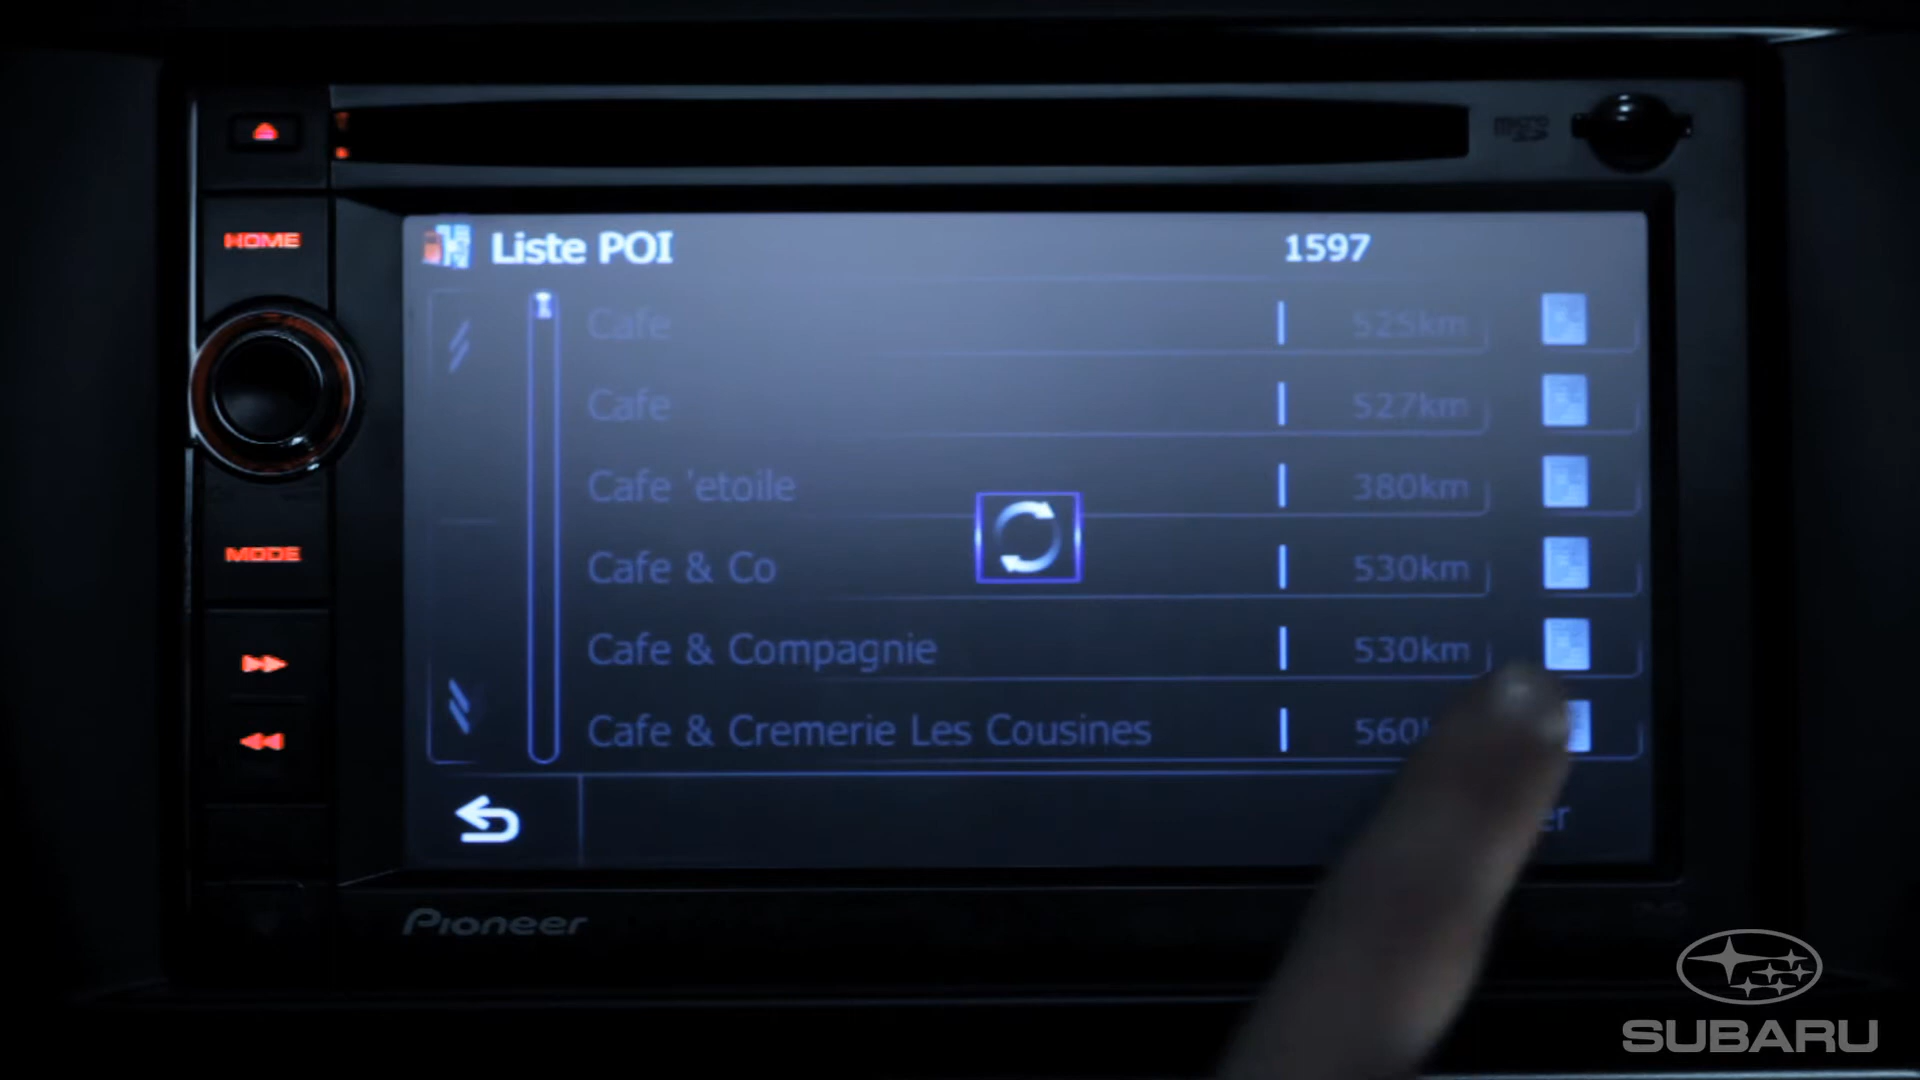 micro
HOME
Liste POI 1597
Cafe 525km
Cafe 527km
Cafe 'etoile 380km
MODE
Cafe & Co 530km
Cafe & Compagnie 530km
Cafe & Cremerie Les Cousines
Pioneer
SUBARU